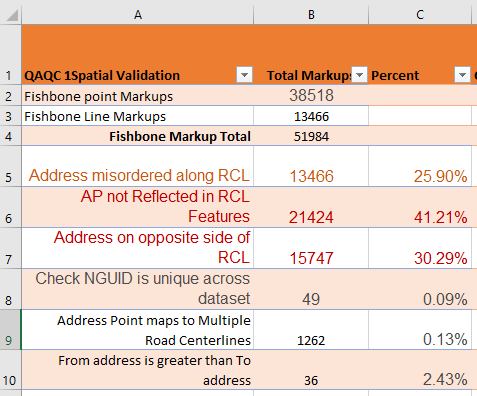 A B C
1 QAQC 1Spatial Validation Total Markups Percent
2 Fishbone point Markups 38518
3 Fishbone Line Markups 13466
4 Fishbone Markup Total 51984
5 Address misordered along RCL 13466 25.90%
AP not Reflected in RCL
6 Features 21424 41.21%
Address on opposite side of
7 RCL 15747 30.29%
Check NGUID is unique across
8 dataset 49 0.09%
Address Point maps to Multiple
9 Road Centerlines 1262 0.13%
From address is greater than To
10 address 36 2.43%